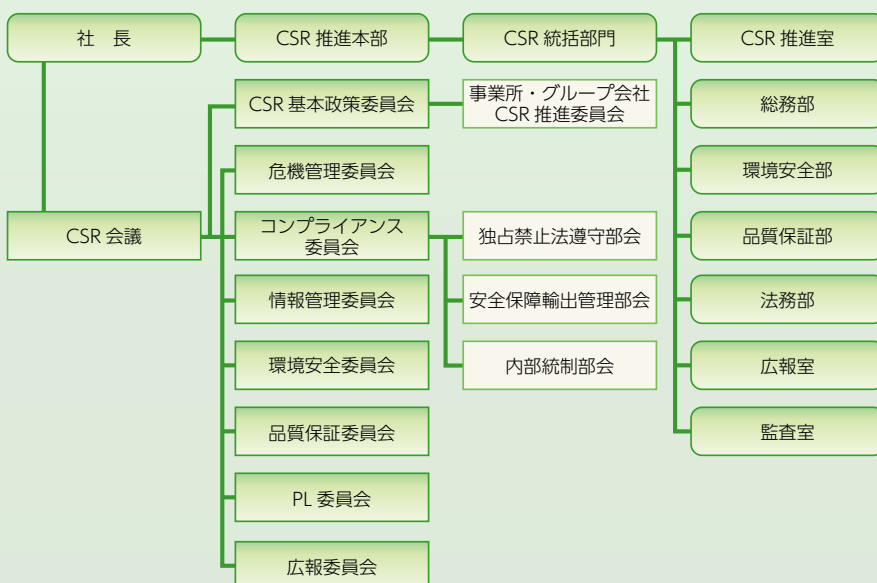 社　長
CSR 推進本部
CSR 統括部門
CSR 推進室
CSR 基本政策委員会
事業所・グループ会社
CSR 推進委員会
総務部
危機管理委員会
環境安全部
CSR 会議
コンプライアンス
委員会
独占禁止法遵守部会
品質保証部
情報管理委員会
安全保障輸出管理部会
法務部
環境安全委員会
内部統制部会
広報室
品質保証委員会
監査室
PL 委員会
広報委員会